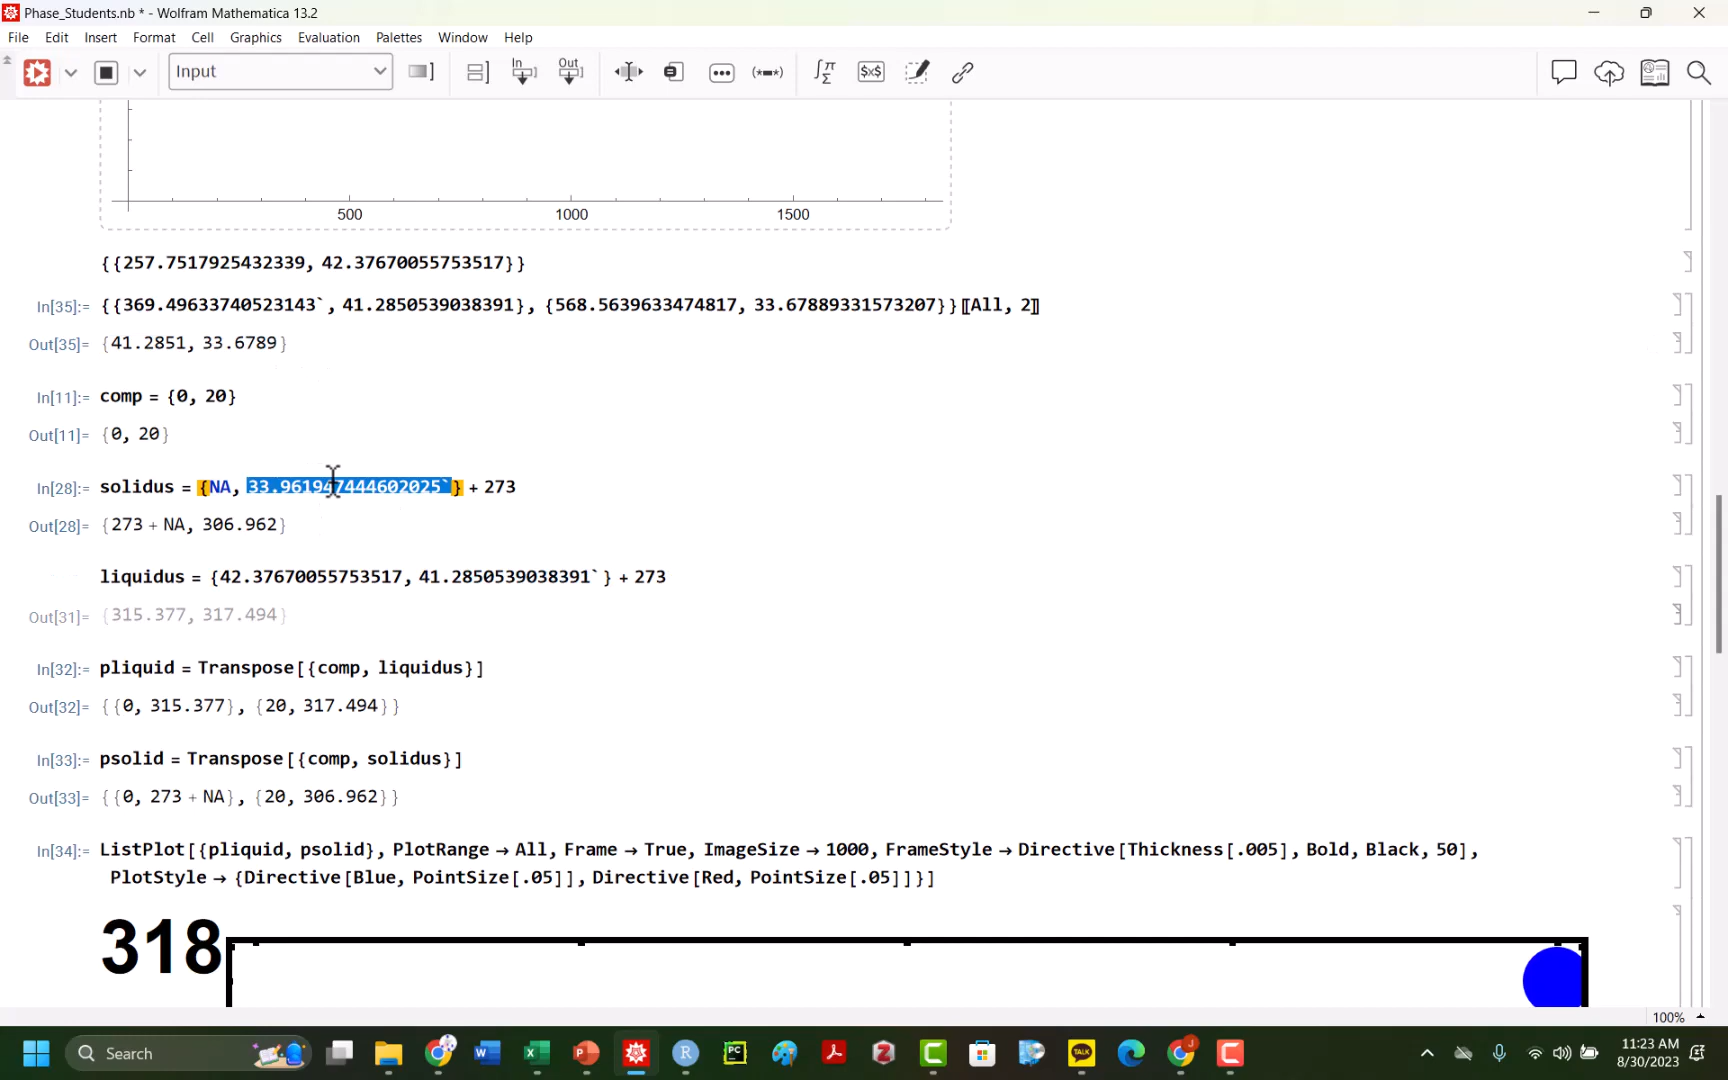 Phase_Students.nb * - Wolfram Mathematica 13.2
File Edit Insert Format Cell Graphics Evaluation Palettes Window Help
Input
In Out
500 1000 1500
{{257.7517925432339, 42.37670055753517}}
In[35]:= {{369.49633740523143`, 41.2850539038391}, {568.5639633474817, 33.67889331573207}}〚All, 2〛
Out[35]= {41.2851, 33.6789}
In[11]:= comp = {0, 20}
Out[11]= {0, 20}
In[28]:= solidus = {NA, 33.961947444602025`} + 273
Out[28]= {273 + NA, 306.962}
liquidus = {42.37670055753517, 41.2850539038391`} + 273
Out[31]= {315.377, 317.494}
In[32]:= pliquid = Transpose[{comp, liquidus}]
Out[32]= {{0, 315.377}, {20, 317.494}}
In[33]:= psolid = Transpose[{comp, solidus}]
Out[33]= {{0, 273 + NA}, {20, 306.962}}
In[34]:= ListPlot[{pliquid, psolid}, PlotRange → All, Frame → True, ImageSize → 1000, FrameStyle → Directive[Thickness[.005], Bold, Black, 50],
PlotStyle → {Directive[Blue, PointSize[.05]], Directive[Red, PointSize[.05]]}]
318
100%
Search
11:23 AM
8/30/2023